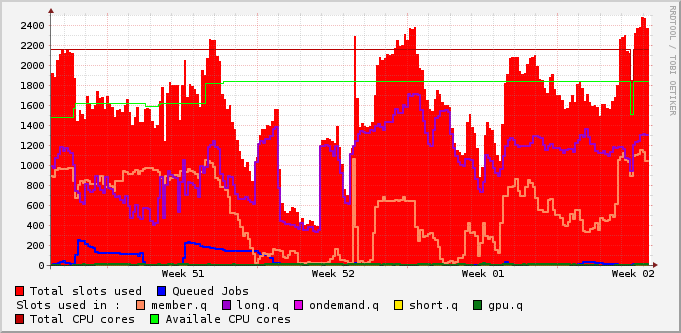 2400
2200
2000
1800
1600
1400
1200
1000
800
600
400
200
0
Week 51 Week 52 Week 01 Week 02
RRDTOOL / TOBI OETIKER
Total slots used Queued Jobs
Slots used in : member.q long.q ondemand.q short.q gpu.q
Total CPU cores Availale CPU cores